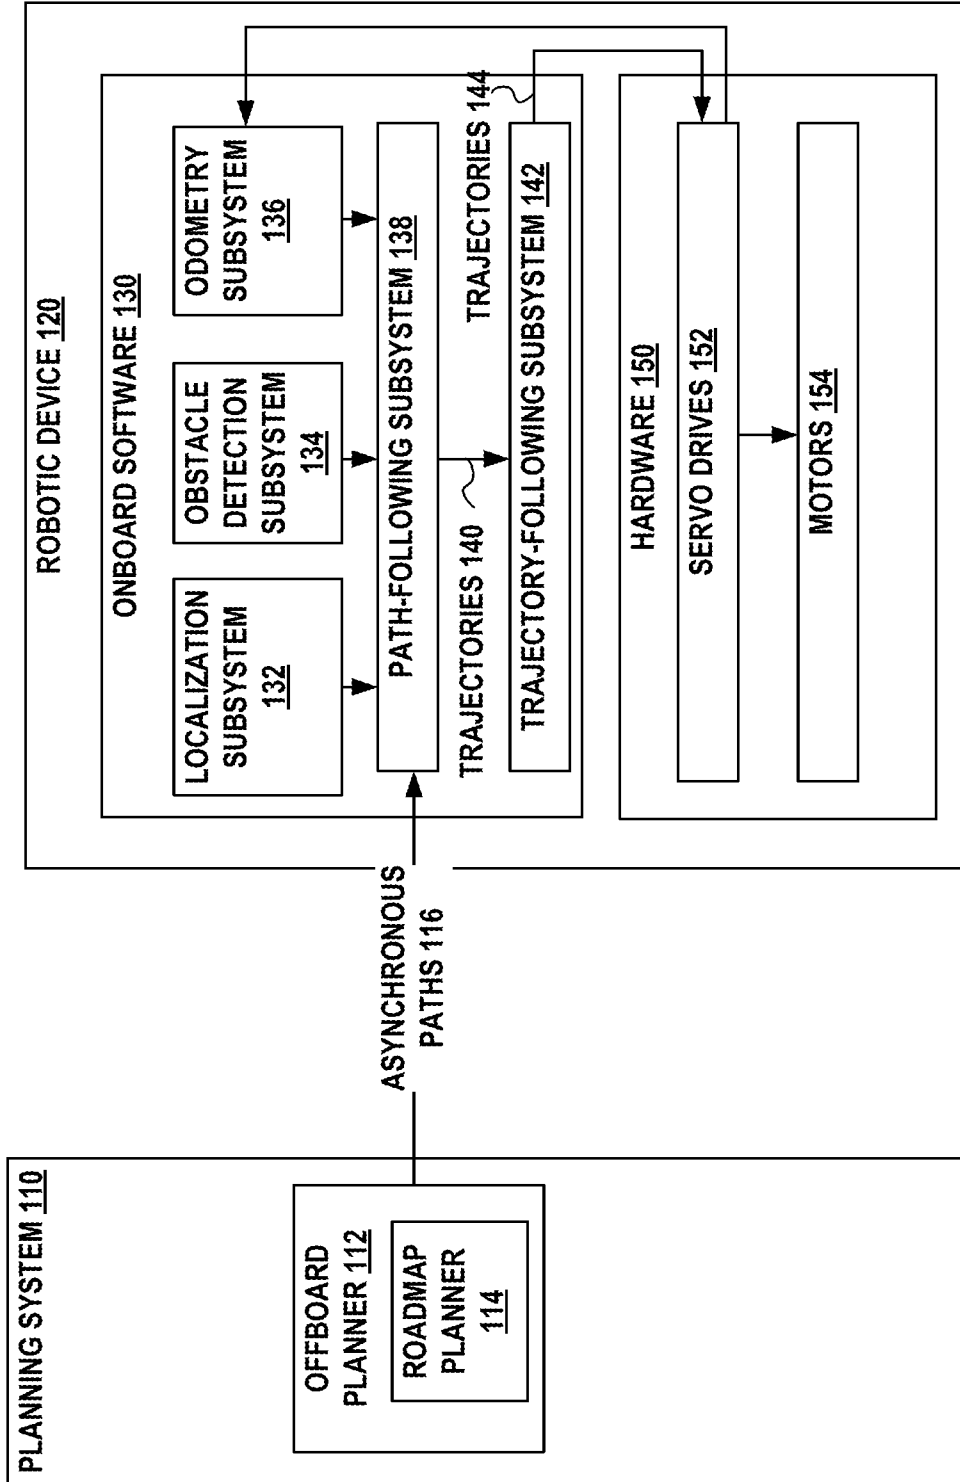 PLANNING SYSTEM 110
OFFBOARD
PLANNER 112
ROADMAP
PLANNER
114
ASYNCHRONOUS
PATHS 116
ROBOTIC DEVICE 120
ONBOARD SOFTWARE 130
LOCALIZATION
SUBSYSTEM
132
OBSTACLE
DETECTION
SUBSYSTEM
134
ODOMETRY
SUBSYSTEM
136
PATH-FOLLOWING SUBSYSTEM 138
TRAJECTORIES 140
TRAJECTORIES 144
TRAJECTORY-FOLLOWING SUBSYSTEM 142
HARDWARE 150
SERVO DRIVES 152
MOTORS 154